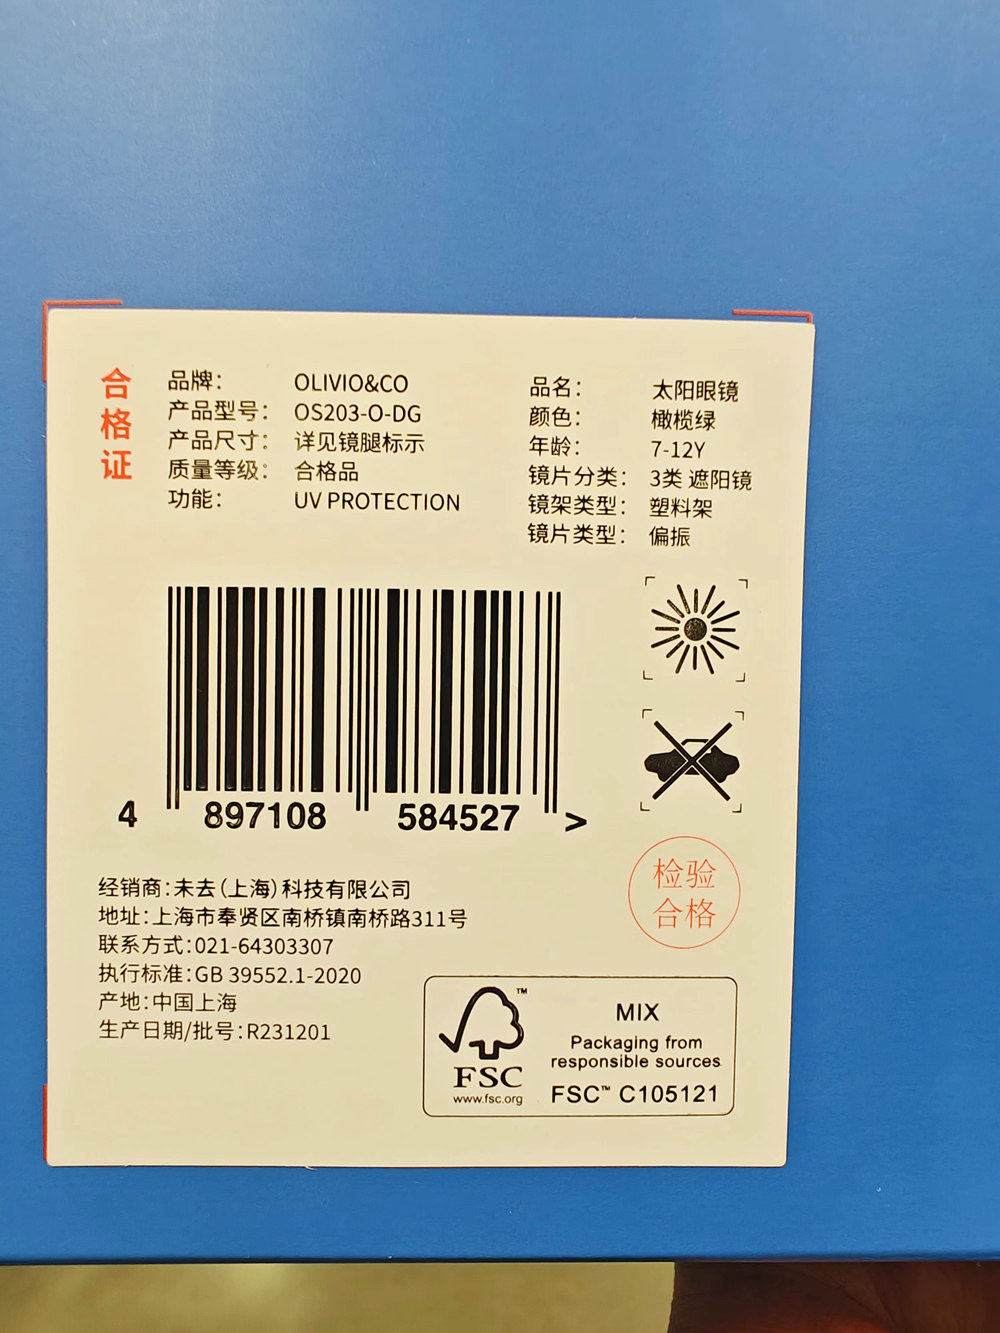 合格证
品牌： OLIVIO&CO
产品型号： OS203-O-DG
产品尺寸： 详见镜腿标示
质量等级： 合格品
功能： UV PROTECTION
品名： 太阳眼镜
颜色： 橄榄绿
年龄： 7-12Y
镜片分类： 3类 遮阳镜
镜架类型： 塑料架
镜片类型： 偏振
4 897108 584527 >
检验
合格
经销商：未去（上海）科技有限公司
地址：上海市奉贤区南桥镇南桥路311号
联系方式：021-64303307
执行标准：GB 39552.1-2020
产地：中国上海
生产日期/批号：R231201
FSC™
www.fsc.org
MIX
Packaging from
responsible sources
FSC™ C105121